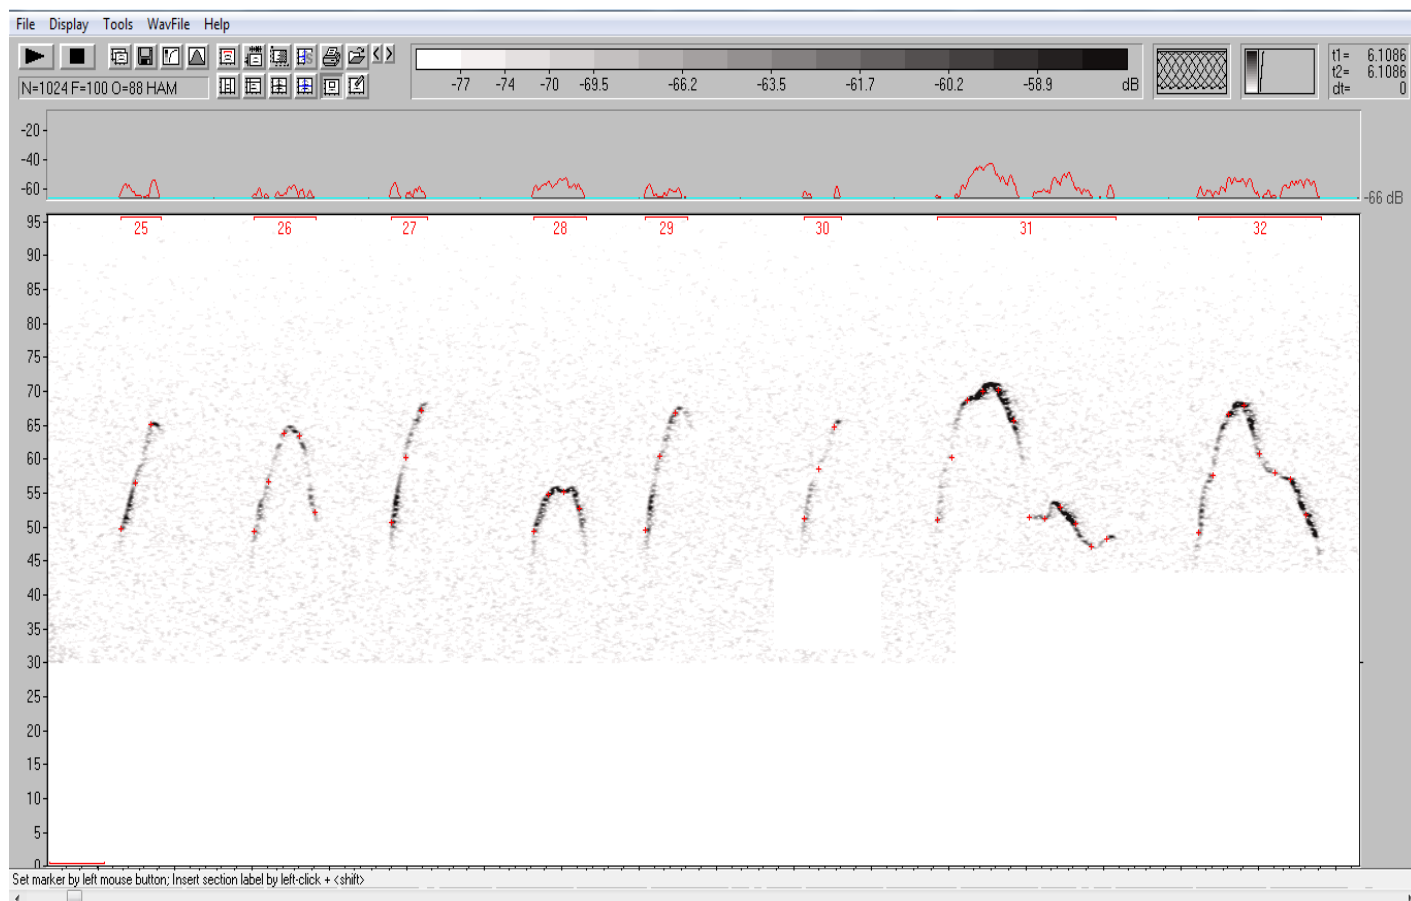 File Display Tools WavFile Help
N=1024 F=100 O=88 HAM
-77 -74 -70 -69.5 -66.2 -63.5 -61.7 -60.2 -58.9 dB
t1= 6.1086
t2= 6.1086
dt= 0
-20
-40
-60
-66 dB
25 26 27 28 29 30 31 32
95
90
85
80
75
70
65
60
55
50
45
40
35
30
25
20
15
10
5
0
Set marker by left mouse button; Insert section label by left-click + <shift>